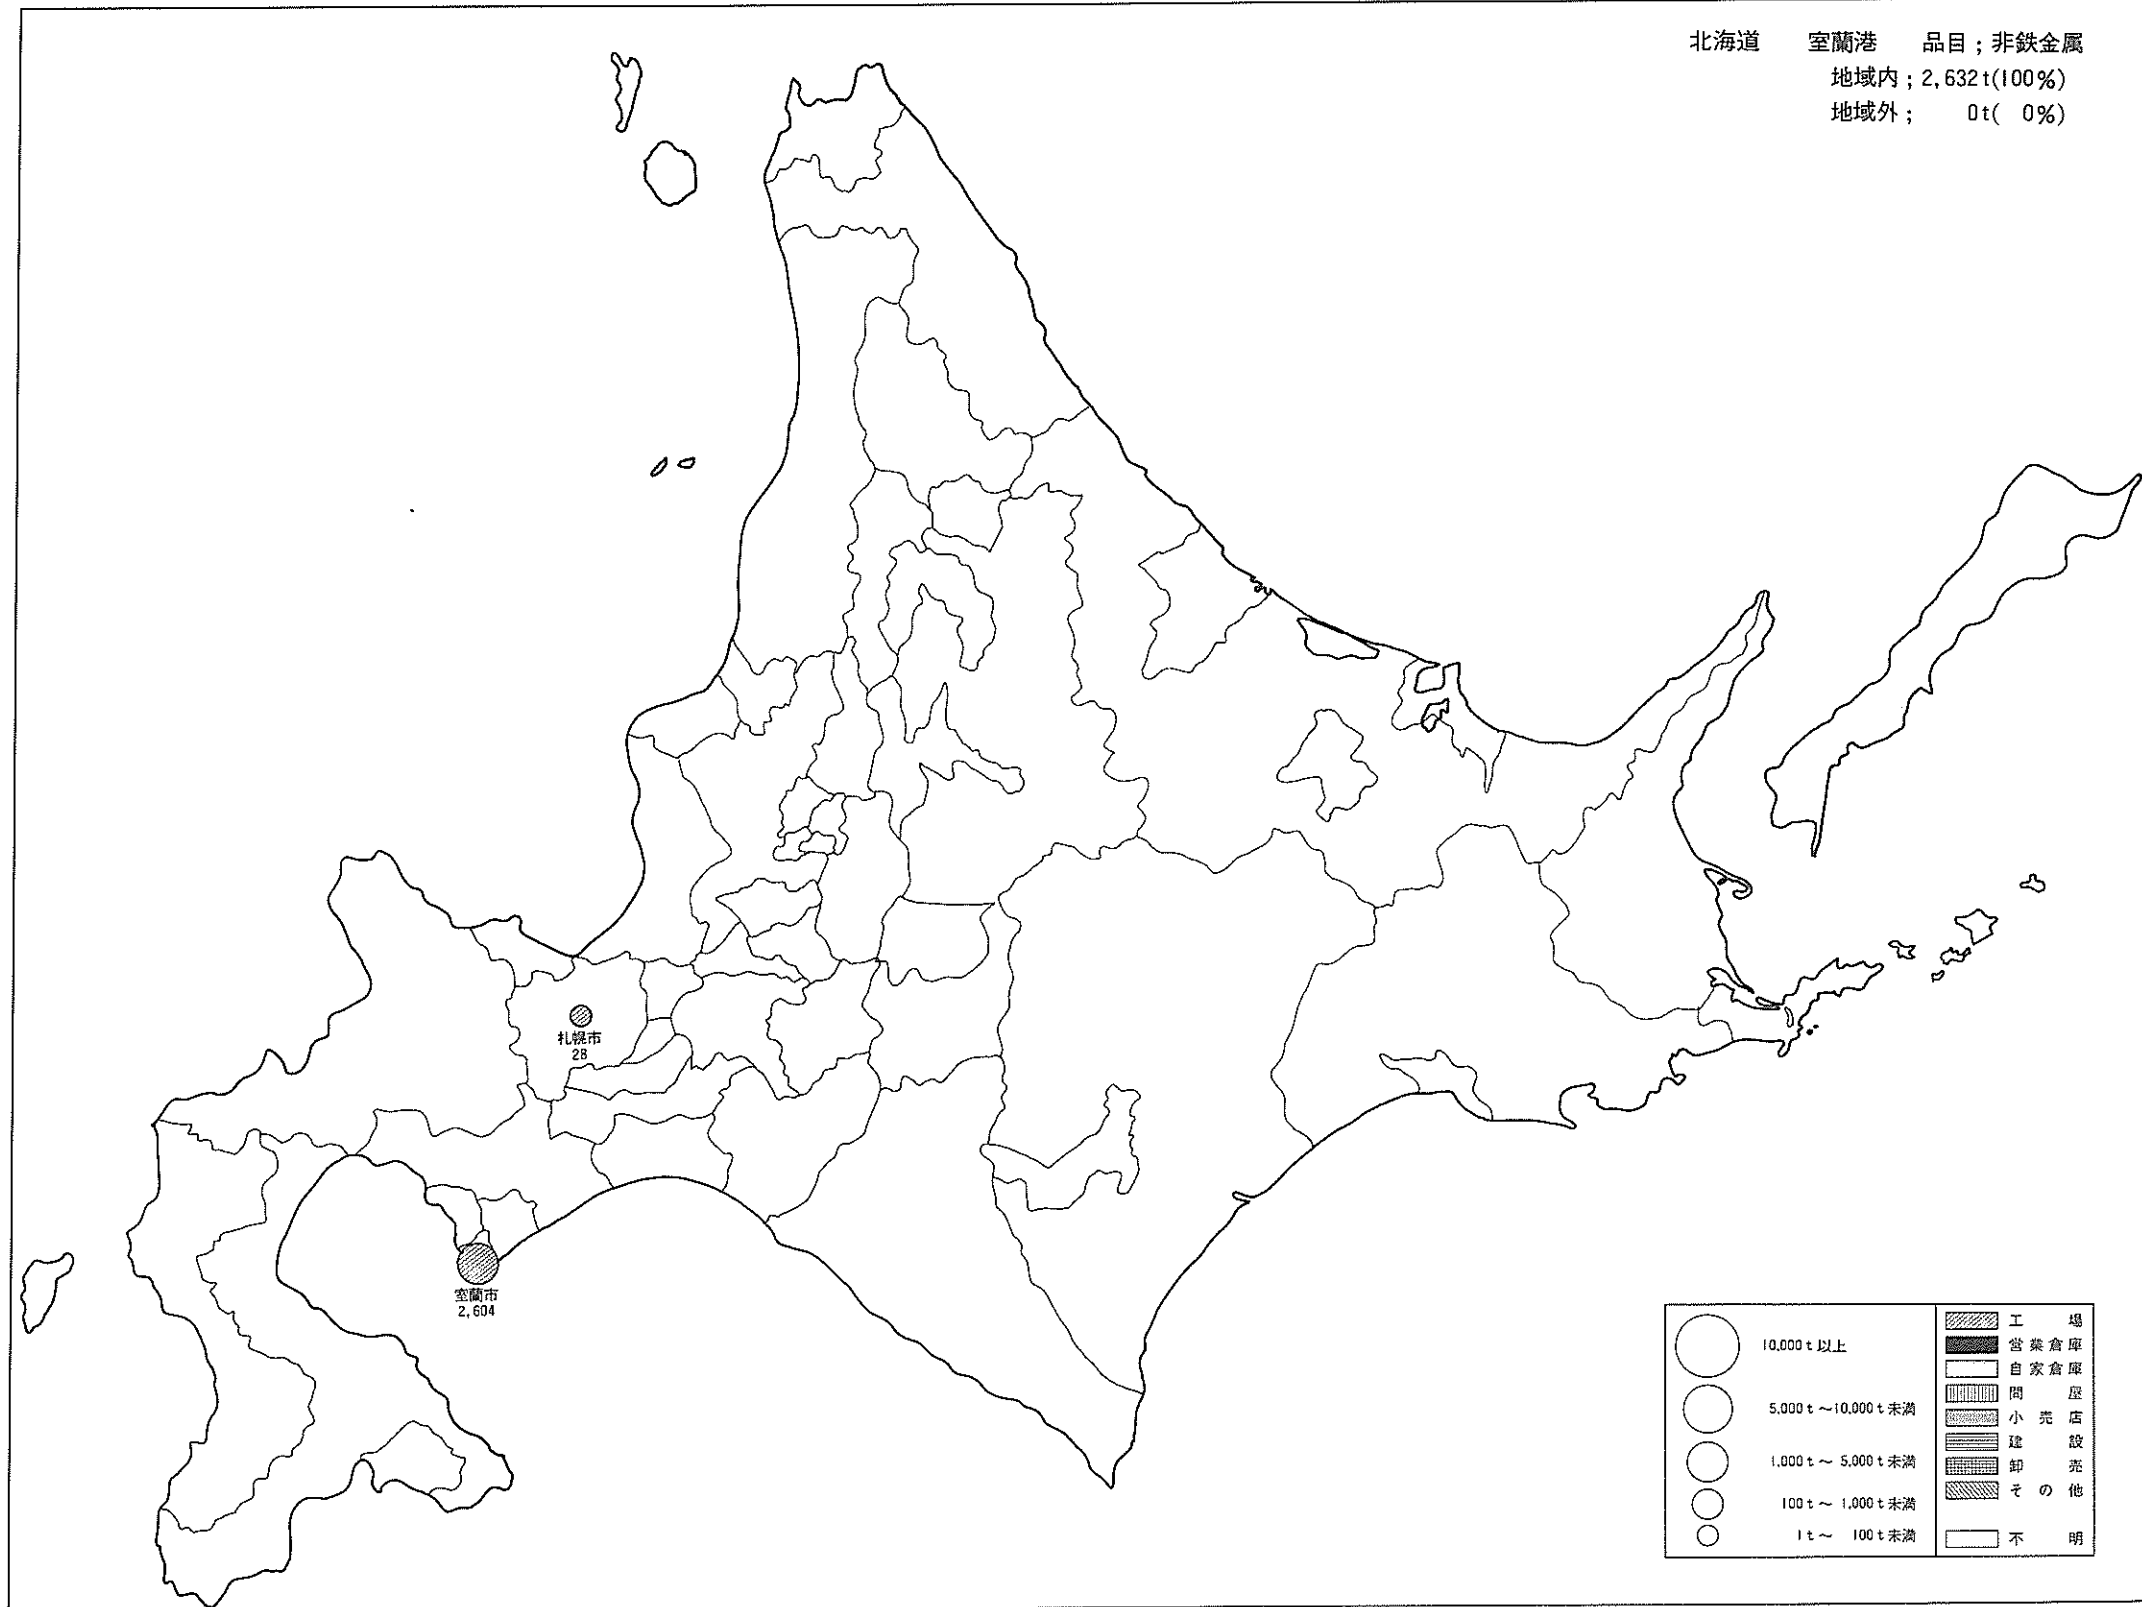 北海道 室蘭港 品目；非鉄金属
地域内；2,632t(100%)
地域外； 0t( 0%)
札幌市
28
室蘭市
2,604
10,000t以上
5,000t～10,000t未満
1,000t～ 5,000t未満
100t～ 1,000t未満
1t～ 100t未満
工場
営業倉庫
自家倉庫
問屋
小売店
建設
卸売
その他
不明